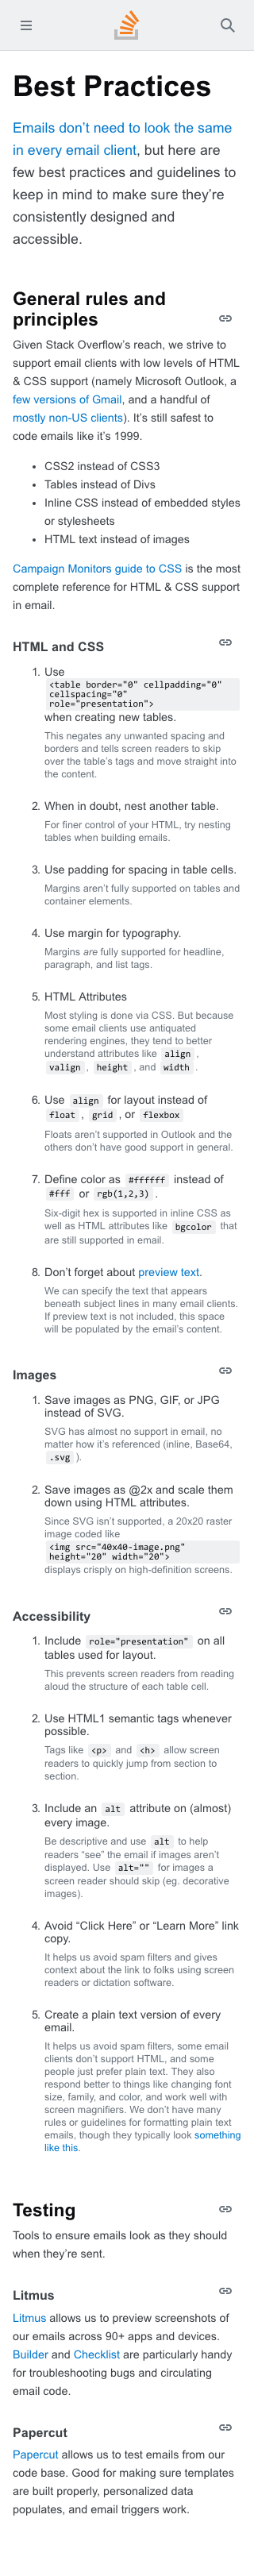 Best Practices
Emails don’t need to look the same
in every email client, but here are
few best practices and guidelines to
keep in mind to make sure they’re
consistently designed and
accessible.
General rules and
principles
Given Stack Overflow’s reach, we strive to
support email clients with low levels of HTML
& CSS support (namely Microsoft Outlook, a
few versions of Gmail, and a handful of
mostly non-US clients). It’s still safest to
code emails like it’s 1999.
• CSS2 instead of CSS3
• Tables instead of Divs
• Inline CSS instead of embedded styles
or stylesheets
• HTML text instead of images
Campaign Monitors guide to CSS is the most
complete reference for HTML & CSS support
in email.
HTML and CSS
1. Use
<table border="0" cellpadding="0"
cellspacing="0"
role="presentation">
when creating new tables.
This negates any unwanted spacing and
borders and tells screen readers to skip
over the table’s tags and move straight into
the content.
2. When in doubt, nest another table.
For finer control of your HTML, try nesting
tables when building emails.
3. Use padding for spacing in table cells.
Margins aren’t fully supported on tables and
container elements.
4. Use margin for typography.
Margins are fully supported for headline,
paragraph, and list tags.
5. HTML Attributes
Most styling is done via CSS. But because
some email clients use antiquated
rendering engines, they tend to better
understand attributes like align ,
valign , height , and width .
6. Use align for layout instead of
float , grid , or flexbox
Floats aren’t supported in Outlook and the
others don’t have good support in general.
7. Define color as #ffffff instead of
#fff or rgb(1,2,3) .
Six-digit hex is supported in inline CSS as
well as HTML attributes like bgcolor that
are still supported in email.
8. Don’t forget about preview text.
We can specify the text that appears
beneath subject lines in many email clients.
If preview text is not included, this space
will be populated by the email’s content.
Images
1. Save images as PNG, GIF, or JPG
instead of SVG.
SVG has almost no support in email, no
matter how it’s referenced (inline, Base64,
.svg ).
2. Save images as @2x and scale them
down using HTML attributes.
Since SVG isn’t supported, a 20x20 raster
image coded like
<img src="40x40-image.png"
height="20" width="20">
displays crisply on high-definition screens.
Accessibility
1. Include role="presentation" on all
tables used for layout.
This prevents screen readers from reading
aloud the structure of each table cell.
2. Use HTML1 semantic tags whenever
possible.
Tags like <p> and <h> allow screen
readers to quickly jump from section to
section.
3. Include an alt attribute on (almost)
every image.
Be descriptive and use alt to help
readers “see” the email if images aren’t
displayed. Use alt="" for images a
screen reader should skip (eg. decorative
images).
4. Avoid “Click Here” or “Learn More” link
copy.
It helps us avoid spam filters and gives
context about the link to folks using screen
readers or dictation software.
5. Create a plain text version of every
email.
It helps us avoid spam filters, some email
clients don’t support HTML, and some
people just prefer plain text. They also
respond better to things like changing font
size, family, and color, and work well with
screen magnifiers. We don’t have many
rules or guidelines for formatting plain text
emails, though they typically look something
like this.
Testing
Tools to ensure emails look as they should
when they’re sent.
Litmus
Litmus allows us to preview screenshots of
our emails across 90+ apps and devices.
Builder and Checklist are particularly handy
for troubleshooting bugs and circulating
email code.
Papercut
Papercut allows us to test emails from our
code base. Good for making sure templates
are built properly, personalized data
populates, and email triggers work.